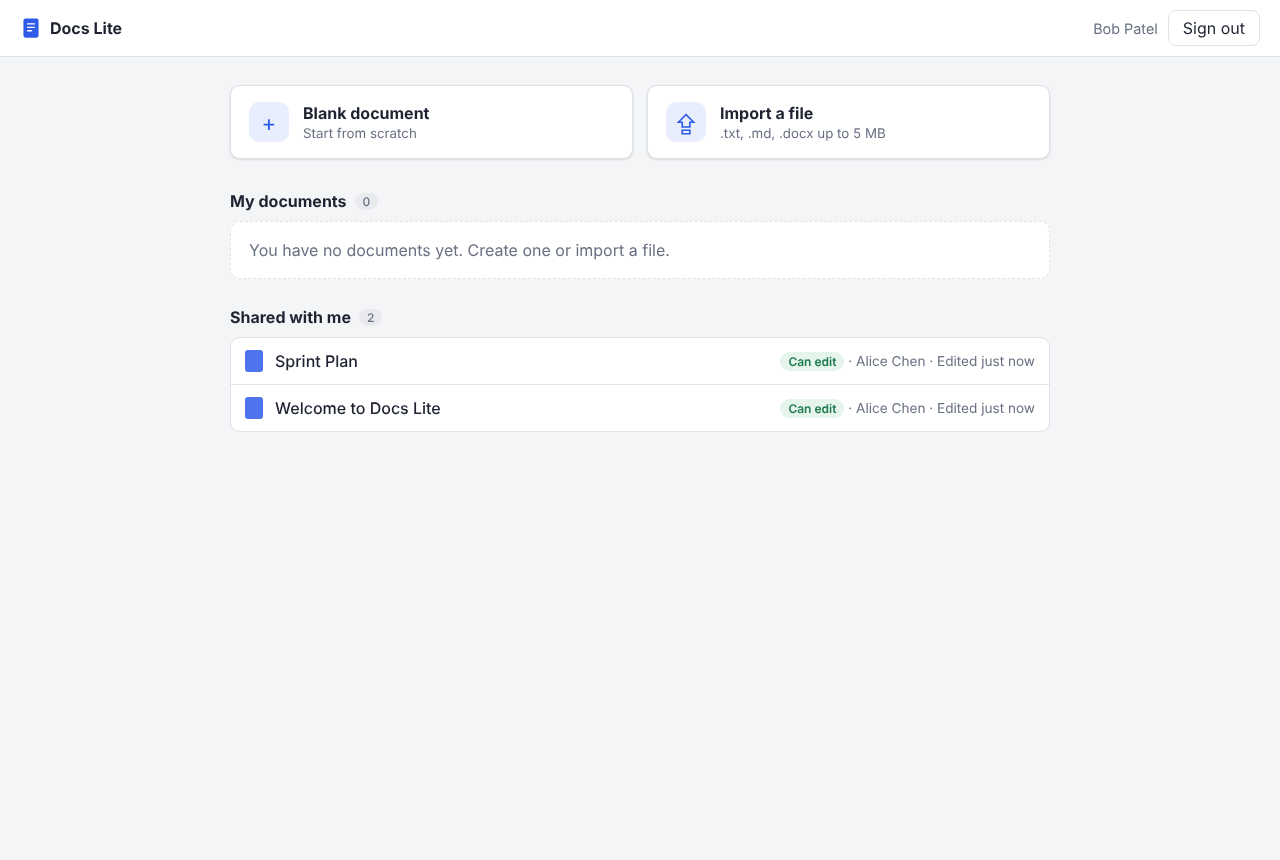 Docs Lite
Bob Patel
Sign out
+
Blank document
Start from scratch
⇪
Import a file
.txt, .md, .docx up to 5 MB
My documents 0
You have no documents yet. Create one or import a file.
Shared with me 2
Sprint Plan Can edit · Alice Chen · Edited just now
Welcome to Docs Lite Can edit · Alice Chen · Edited just now